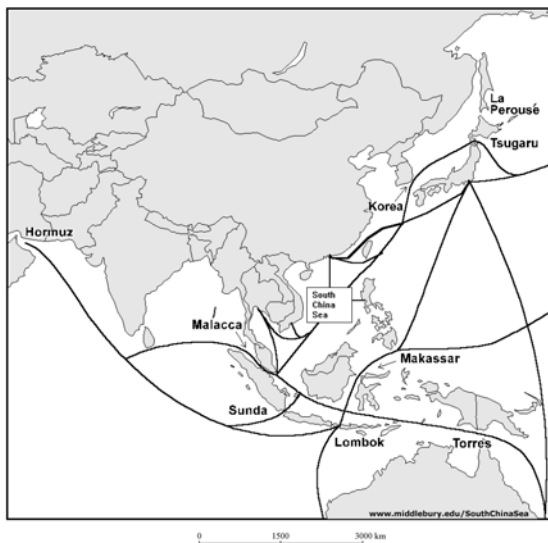 La
Perouse
Tsugaru
Korea
Hormuz
South
China
Sea
Malacca
Makassar
Sunda
Lombok
Torres
www.middlebury.edu/SouthChinaSea
0 1500 3000 km